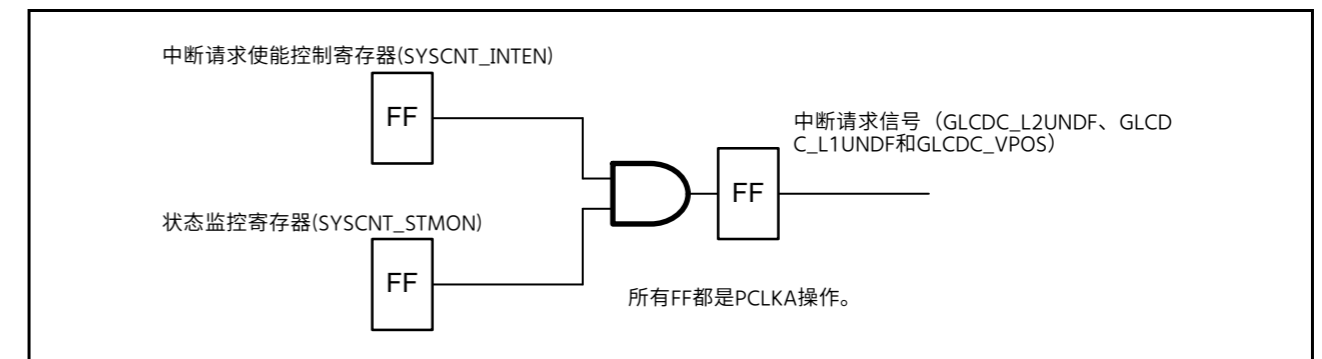 中断请求使能控制寄存器(SYSCNT_INTEN)
FF
中断请求信号（GLCDC_L2UNDF、GLCD
C_L1UNDF和GLCDC_VPOS）
FF
状态监控寄存器(SYSCNT_STMON)
FF
所有FF都是PCLKA操作。